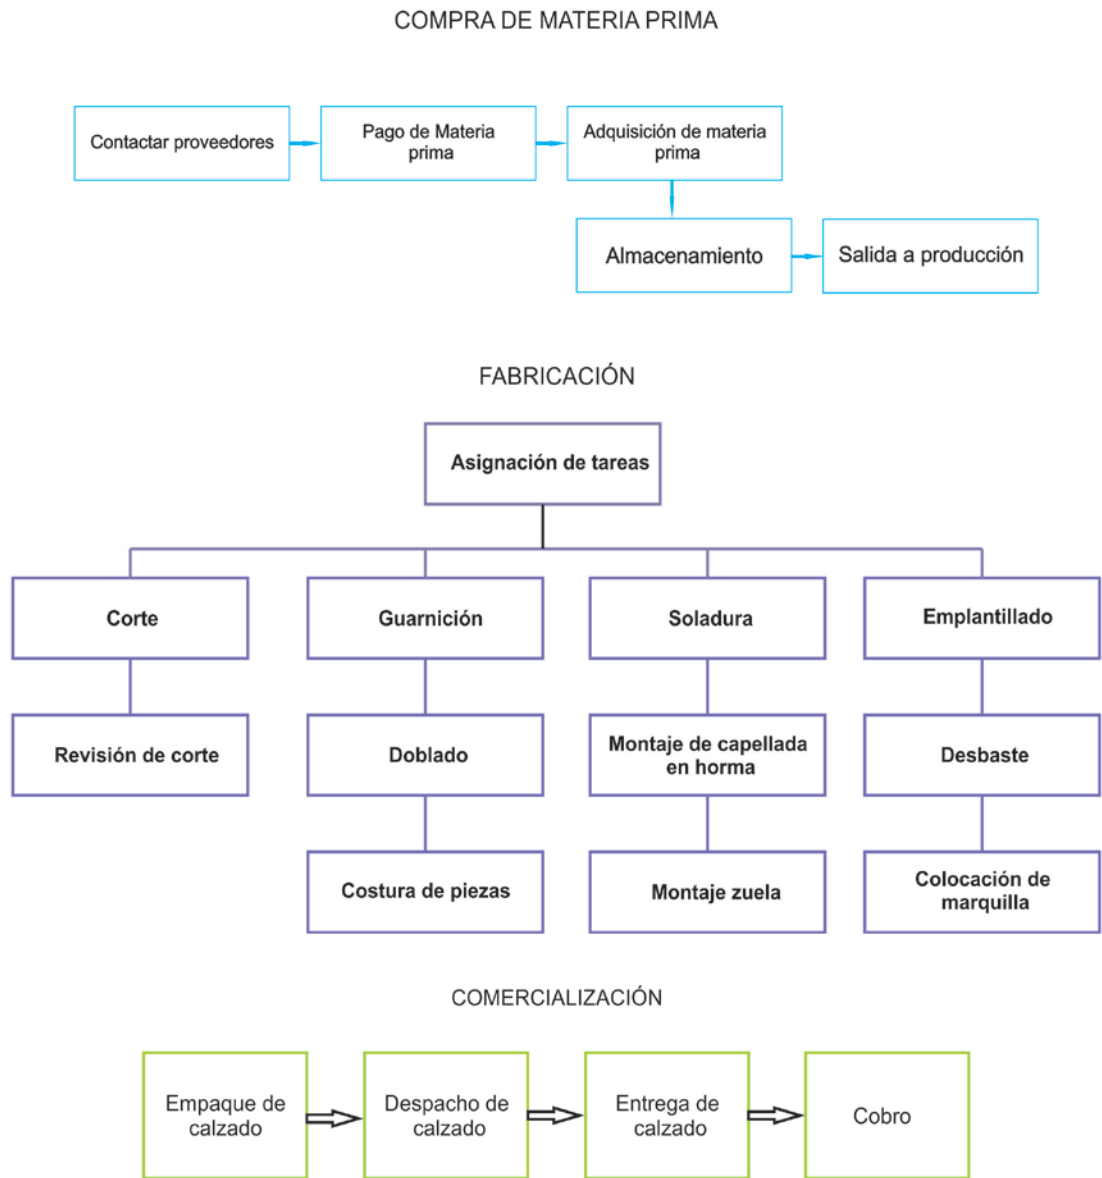 COMPRA DE MATERIA PRIMA
Contactar proveedores
Pago de Materia
prima
Adquisición de materia
prima
Almacenamiento
Salida a producción
FABRICACIÓN
Asignación de tareas
Corte
Guarnición
Soladura
Emplantillado
Revisión de corte
Doblado
Montaje de capellada
en horma
Desbaste
Costura de piezas
Montaje zuela
Colocación de
marquilla
COMERCIALIZACIÓN
Empaque de
calzado
Despacho de
calzado
Entrega de
calzado
Cobro